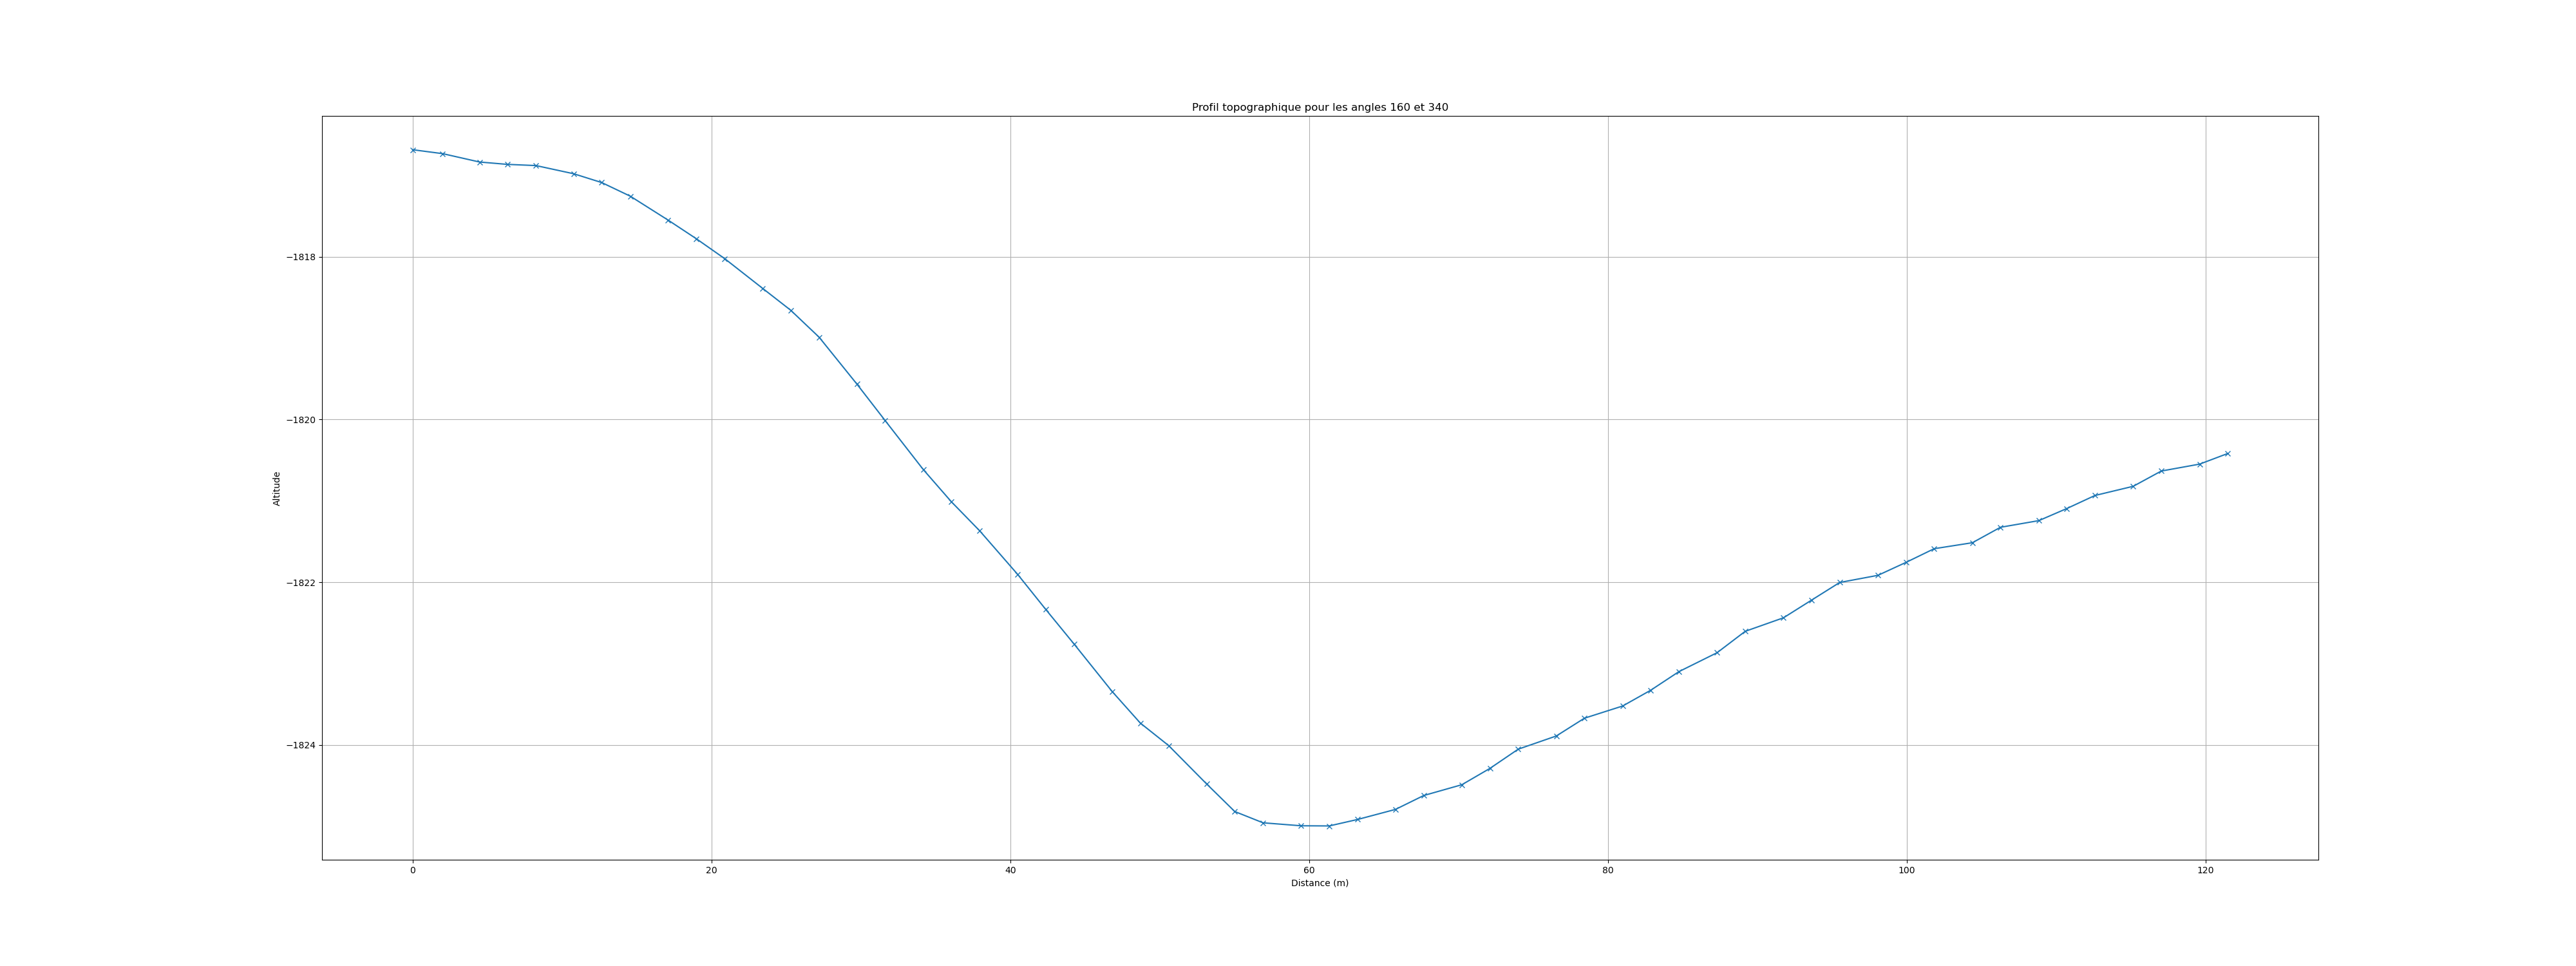 Profil topographique pour les angles 160 et 340
−1818
−1820
Altitude
−1822
−1824
0 20 40 60 80 100 120
Distance (m)